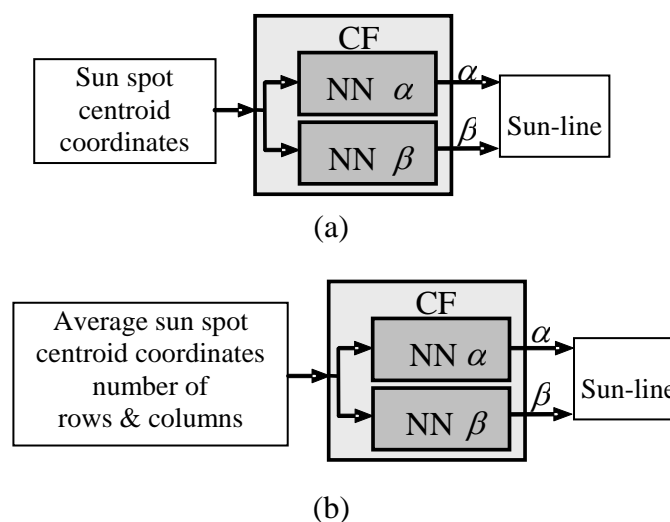 CF
Sun spot
centroid
coordinates
NN α
α
NN β
β
Sun-line
(a)
CF
Average sun spot
centroid coordinates
number of
rows & columns
NN α
α
NN β
β
Sun-line
(b)